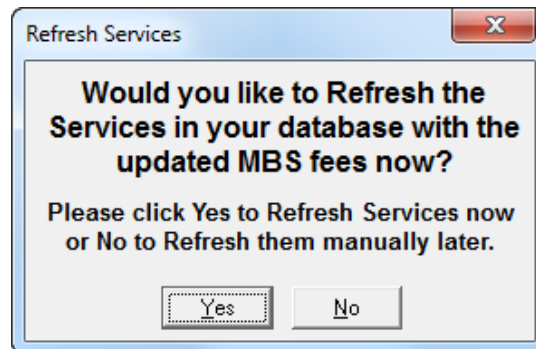 Refresh Services
Would you like to Refresh the
Services in your database with the
updated MBS fees now?
Please click Yes to Refresh Services now
or No to Refresh them manually later.
Yes No